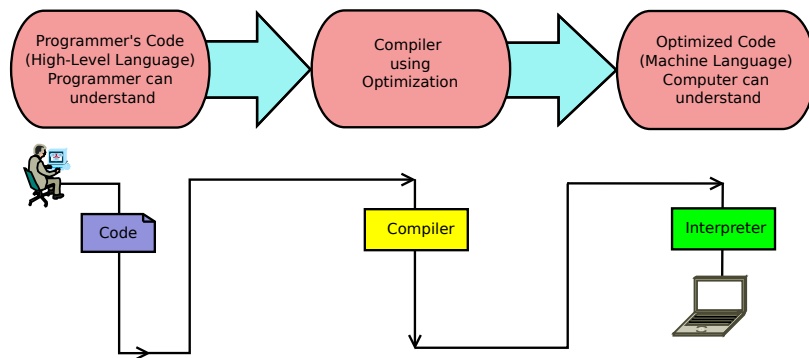 Programmer's Code
(High-Level Language)
Programmer can
understand
Compiler
using
Optimization
Optimized Code
(Machine Language)
Computer can
understand
Code
Compiler
Interpreter